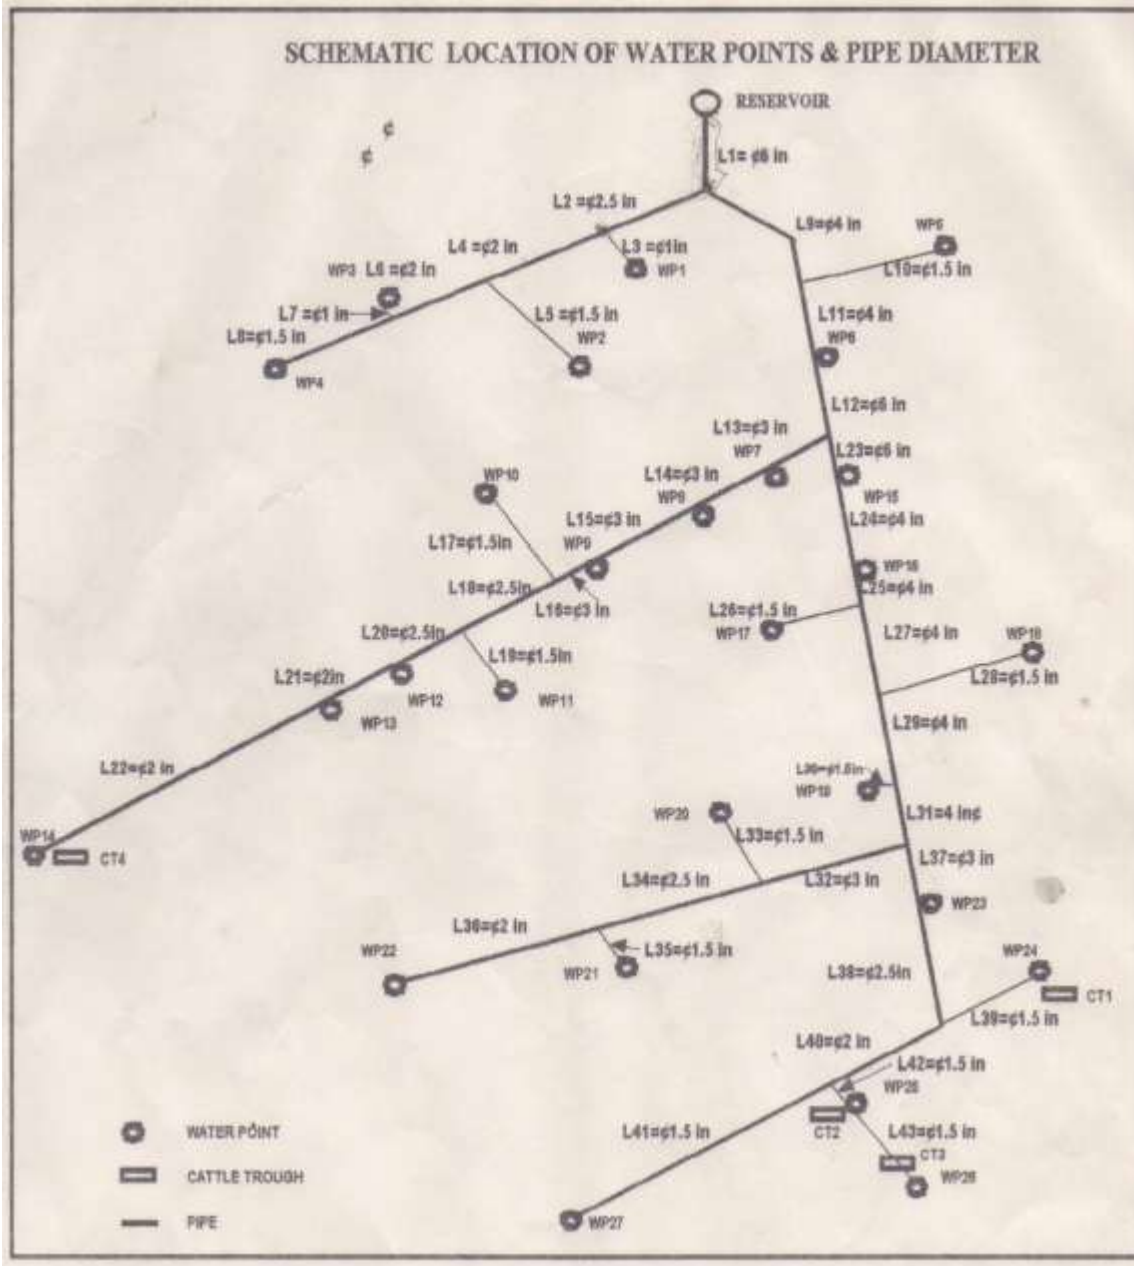 SCHEMATIC LOCATION OF WATER POINTS & PIPE DIAMETER
RESERVOIR
¢
¢
L1= ¢6 in
L2 =¢2.5 in
L9=¢4 in
WP5
L4 =¢2 in
L3 =¢1in
WP1
L10=¢1.5 in
WP3
L6 =¢2 in
L7 =¢1 in
L5 =¢1.5 in
L11=¢4 in
L8=¢1.5 in
WP2
WP6
WP4
L12=¢6 in
L13=¢3 in
WP7
L23=¢6 in
WP10
L14=¢3 in
WP8
WP15
L15=¢3 in
L24=¢4 in
L17=¢1.5in
WP9
WP16
L18=¢2.5in
L25=¢4 in
L16=¢3 in
L26=¢1.5 in
L20=¢2.5in
WP17
L27=¢4 in
WP18
L19=¢1.5in
L21=¢2in
L28=¢1.5 in
WP12
WP11
WP13
L29=¢4 in
L22=¢2 in
L30=¢1.5in
WP19
WP20
L31=4 in¢
WP14
L33=¢1.5 in
CT4
L37=¢3 in
L34=¢2.5 in
L32=¢3 in
WP23
L36=¢2 in
WP22
L35=¢1.5 in
WP24
WP21
L38=¢2.5in
CT1
L39=¢1.5 in
L40=¢2 in
L42=¢1.5 in
WP25
L41=¢1.5 in
CT2
L43=¢1.5 in
CT3
WP26
WP27
WATER POINT
CATTLE TROUGH
PIPE